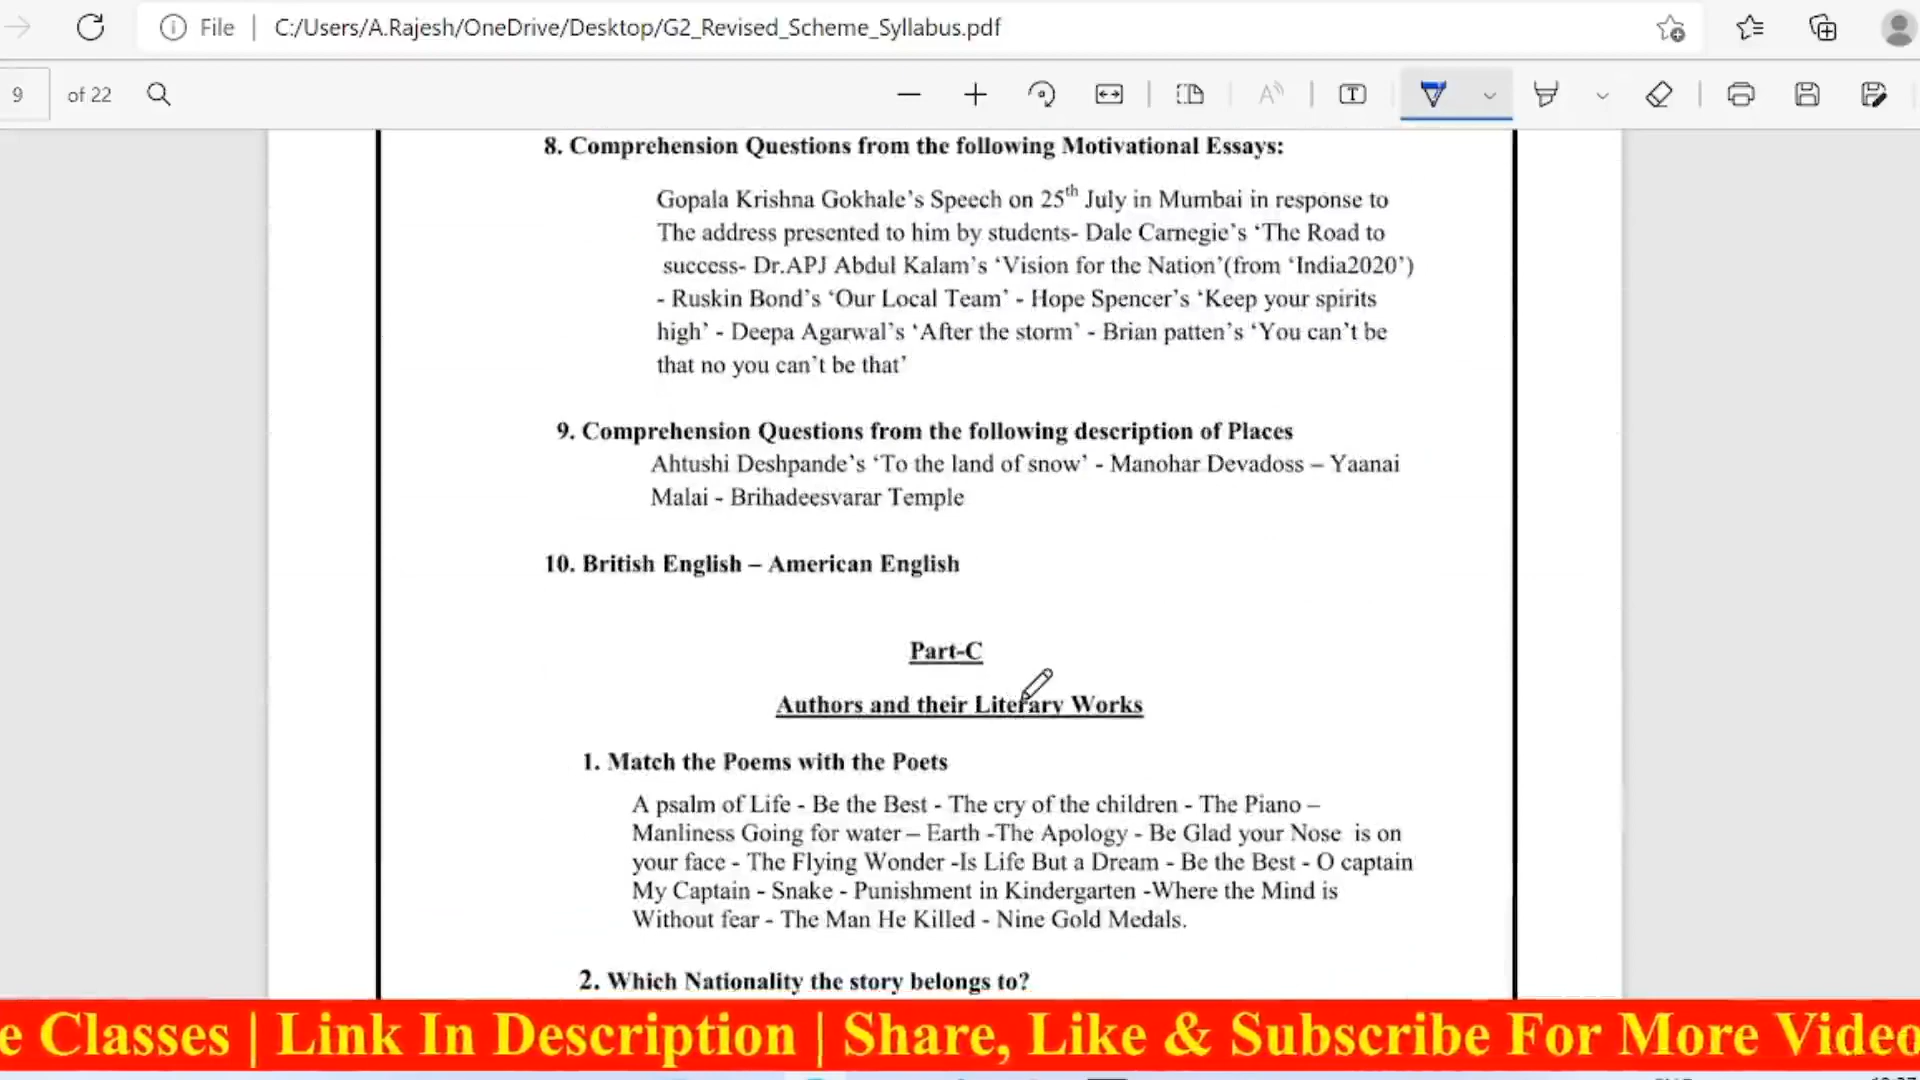 File
C:/Users/A.Rajesh/OneDrive/Desktop/G2_Revised_Scheme_Syllabus.pdf
9 of 22
8. Comprehension Questions from the following Motivational Essays:
Gopala Krishna Gokhale's Speech on 25th July in Mumbai in response to
The address presented to him by students- Dale Carnegie's ‘The Road to
success- Dr.APJ Abdul Kalam's ‘Vision for the Nation’(from ‘India2020’)
- Ruskin Bond's ‘Our Local Team’ - Hope Spencer's ‘Keep your spirits
high’ - Deepa Agarwal's ‘After the storm’ - Brian patten's ‘You can't be
that no you can't be that’
9. Comprehension Questions from the following description of Places
Ahtushi Deshpande's ‘To the land of snow’ - Manohar Devadoss – Yaanai
Malai - Brihadeesvarar Temple
10. British English – American English
Part-C
Authors and their Literary Works
1. Match the Poems with the Poets
A psalm of Life - Be the Best - The cry of the children - The Piano –
Manliness Going for water – Earth -The Apology - Be Glad your Nose is on
your face - The Flying Wonder -Is Life But a Dream - Be the Best - O captain
My Captain - Snake - Punishment in Kindergarten -Where the Mind is
Without fear - The Man He Killed - Nine Gold Medals.
2. Which Nationality the story belongs to?
e Classes | Link In Description | Share, Like & Subscribe For More Video